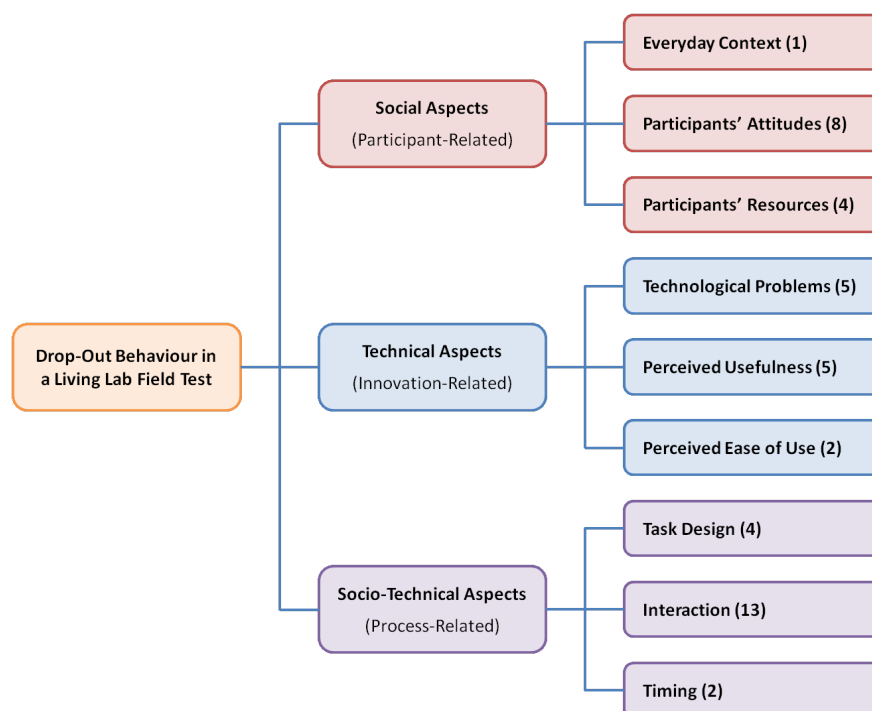 Drop-Out Behaviour in
a Living Lab Field Test
Social Aspects
(Participant-Related)
Everyday Context (1)
Participants’ Attitudes (8)
Participants’ Resources (4)
Technical Aspects
(Innovation-Related)
Technological Problems (5)
Perceived Usefulness (5)
Perceived Ease of Use (2)
Socio-Technical Aspects
(Process-Related)
Task Design (4)
Interaction (13)
Timing (2)